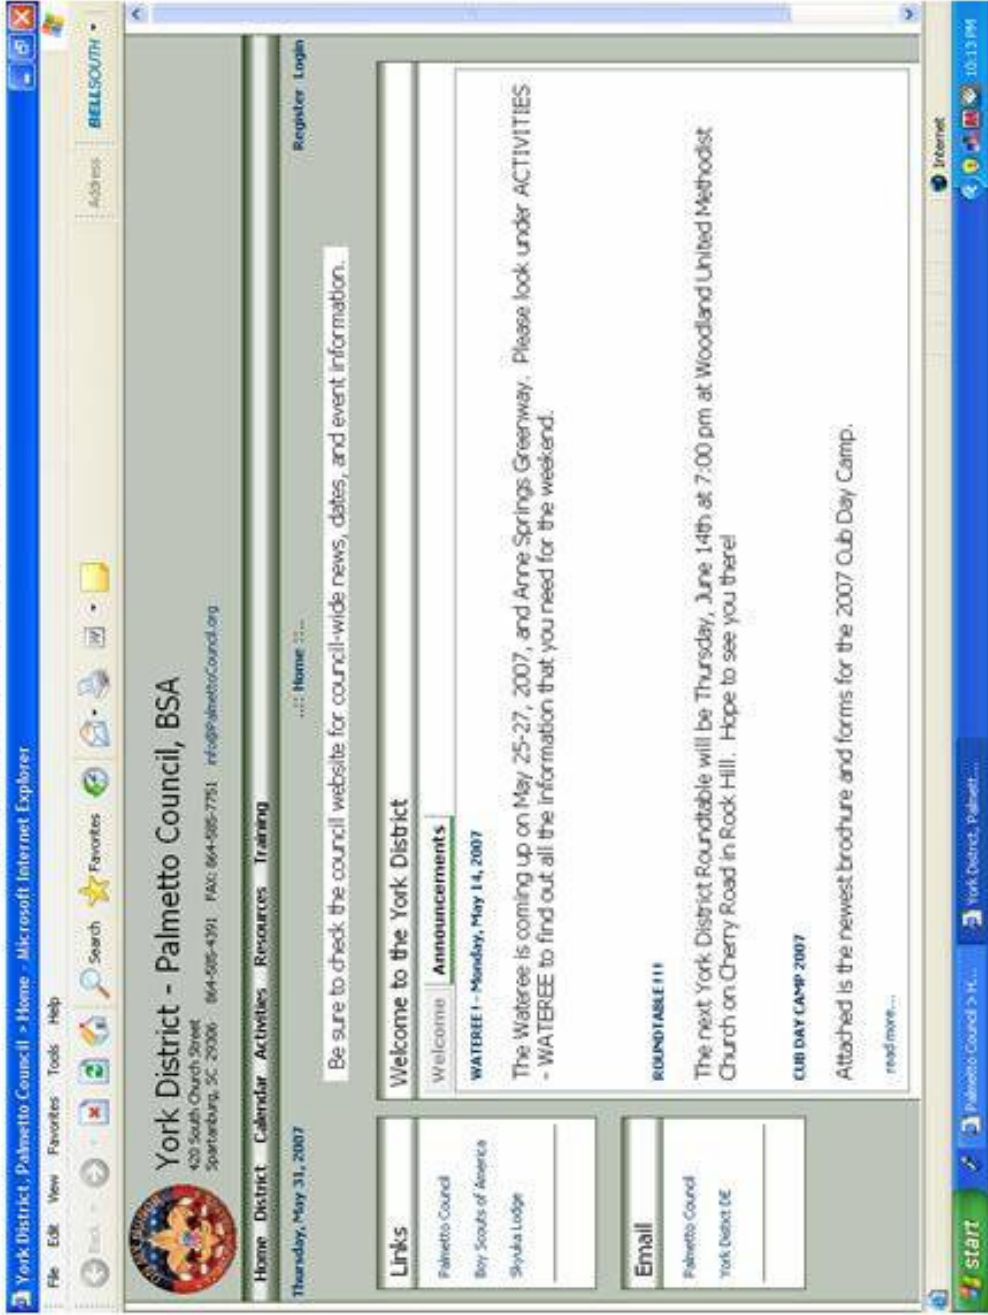 York District, Palmetto Council > Home - Microsoft Internet Explorer
File Edit View Favorites Tools Help
Back Search Favorites Address BELLSOUTH
York District - Palmetto Council, BSA
420 South Church Street
Spartanburg, SC 29306 864-585-4391 FAX: 864-585-7751 info@PalmettoCouncil.org
Home District Calendar Activities Resources Training
Thursday, May 31, 2007 ..:: Home ::.. Register Login
Be sure to check the council website for council-wide news, dates, and event information.
Links
Palmetto Council
Boy Scouts of America
Skyuka Lodge
Email
Palmetto Council
York District DE
Welcome to the York District
Welcome Announcements
WATEREE ! - Monday, May 14, 2007
The Wateree is coming up on May 25-27, 2007, and Anne Springs Greenway. Please look under ACTIVITIES
- WATEREE to find out all the information that you need for the weekend.
ROUNDTABLE !!!
The next York District Roundtable will be Thursday, June 14th at 7:00 pm at Woodland United Methodist
Church on Cherry Road in Rock Hill. Hope to see you there!
CUB DAY CAMP 2007
Attached is the newest brochure and forms for the 2007 Cub Day Camp.
read more...
Internet
start Palmetto Council > H... York District, Palmett... 10:13 PM